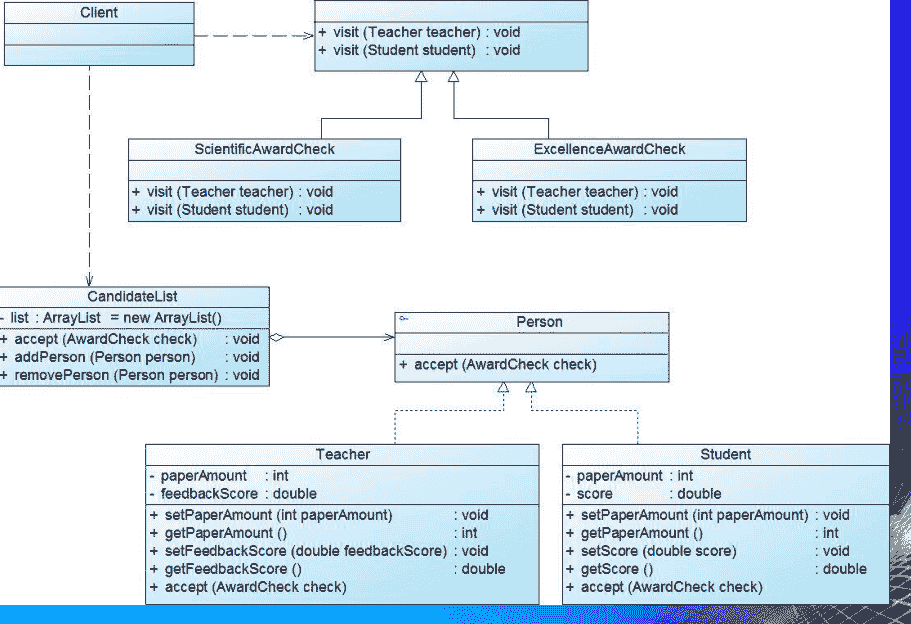 Client
+ visit (Teacher teacher) : void
+ visit (Student student) : void
ScientificAwardCheck
+ visit (Teacher teacher) : void
+ visit (Student student) : void
ExcellenceAwardCheck
+ visit (Teacher teacher) : void
+ visit (Student student) : void
CandidateList
- list : ArrayList = new ArrayList()
+ accept (AwardCheck check) : void
+ addPerson (Person person) : void
+ removePerson (Person person) : void
Person
+ accept (AwardCheck check)
Teacher
- paperAmount : int
- feedbackScore : double
+ setPaperAmount (int paperAmount) : void
+ getPaperAmount () : int
+ setFeedbackScore (double feedbackScore) : void
+ getFeedbackScore () : double
+ accept (AwardCheck check)
Student
- paperAmount : int
- score : double
+ setPaperAmount (int paperAmount) : void
+ getPaperAmount () : int
+ setScore (double score) : void
+ getScore () : double
+ accept (AwardCheck check)